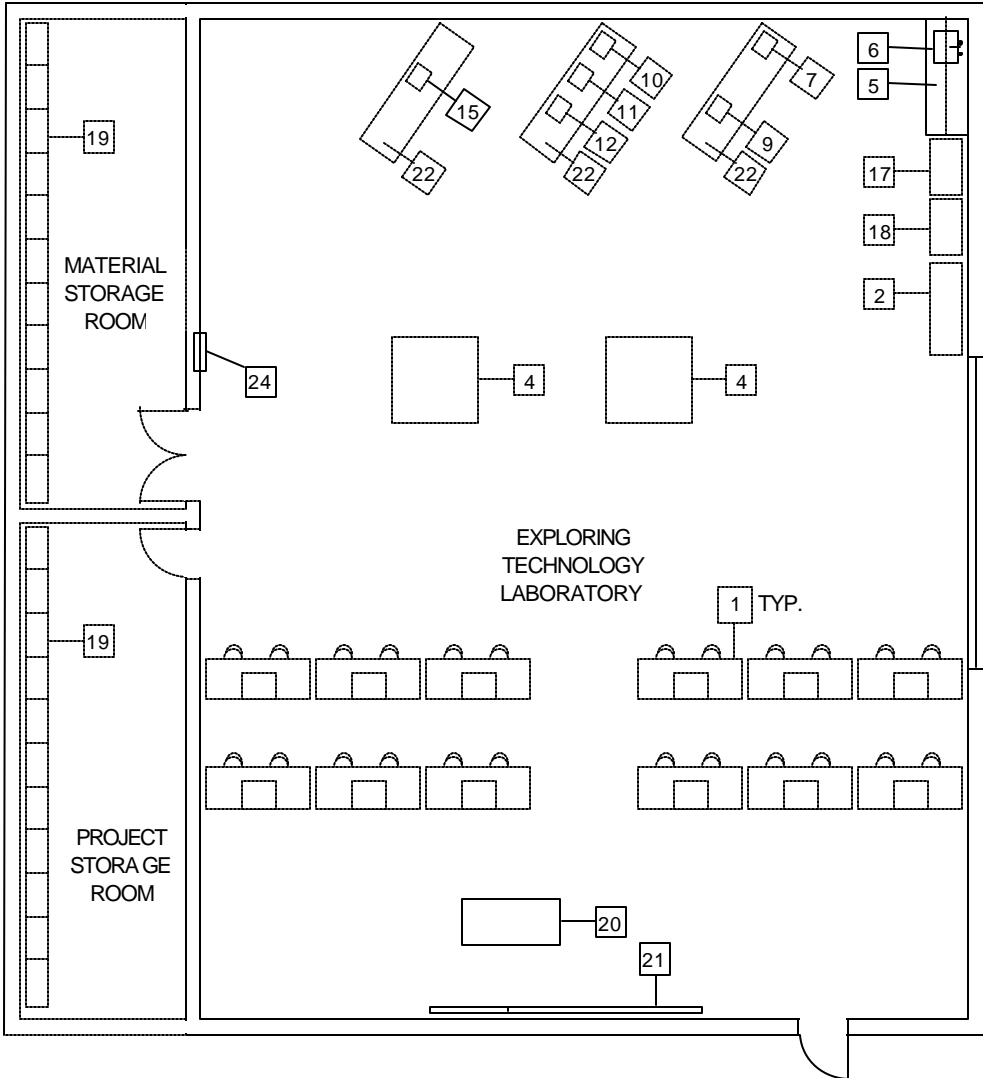 6
5
10
7
15
11
12
9
19
22
22
22
17
18
2
MATERIAL
STORAGE
ROOM
24
4
4
EXPLORING
TECHNOLOGY
LABORATORY
1 TYP.
19
PROJECT
STORA GE
ROOM
20
21